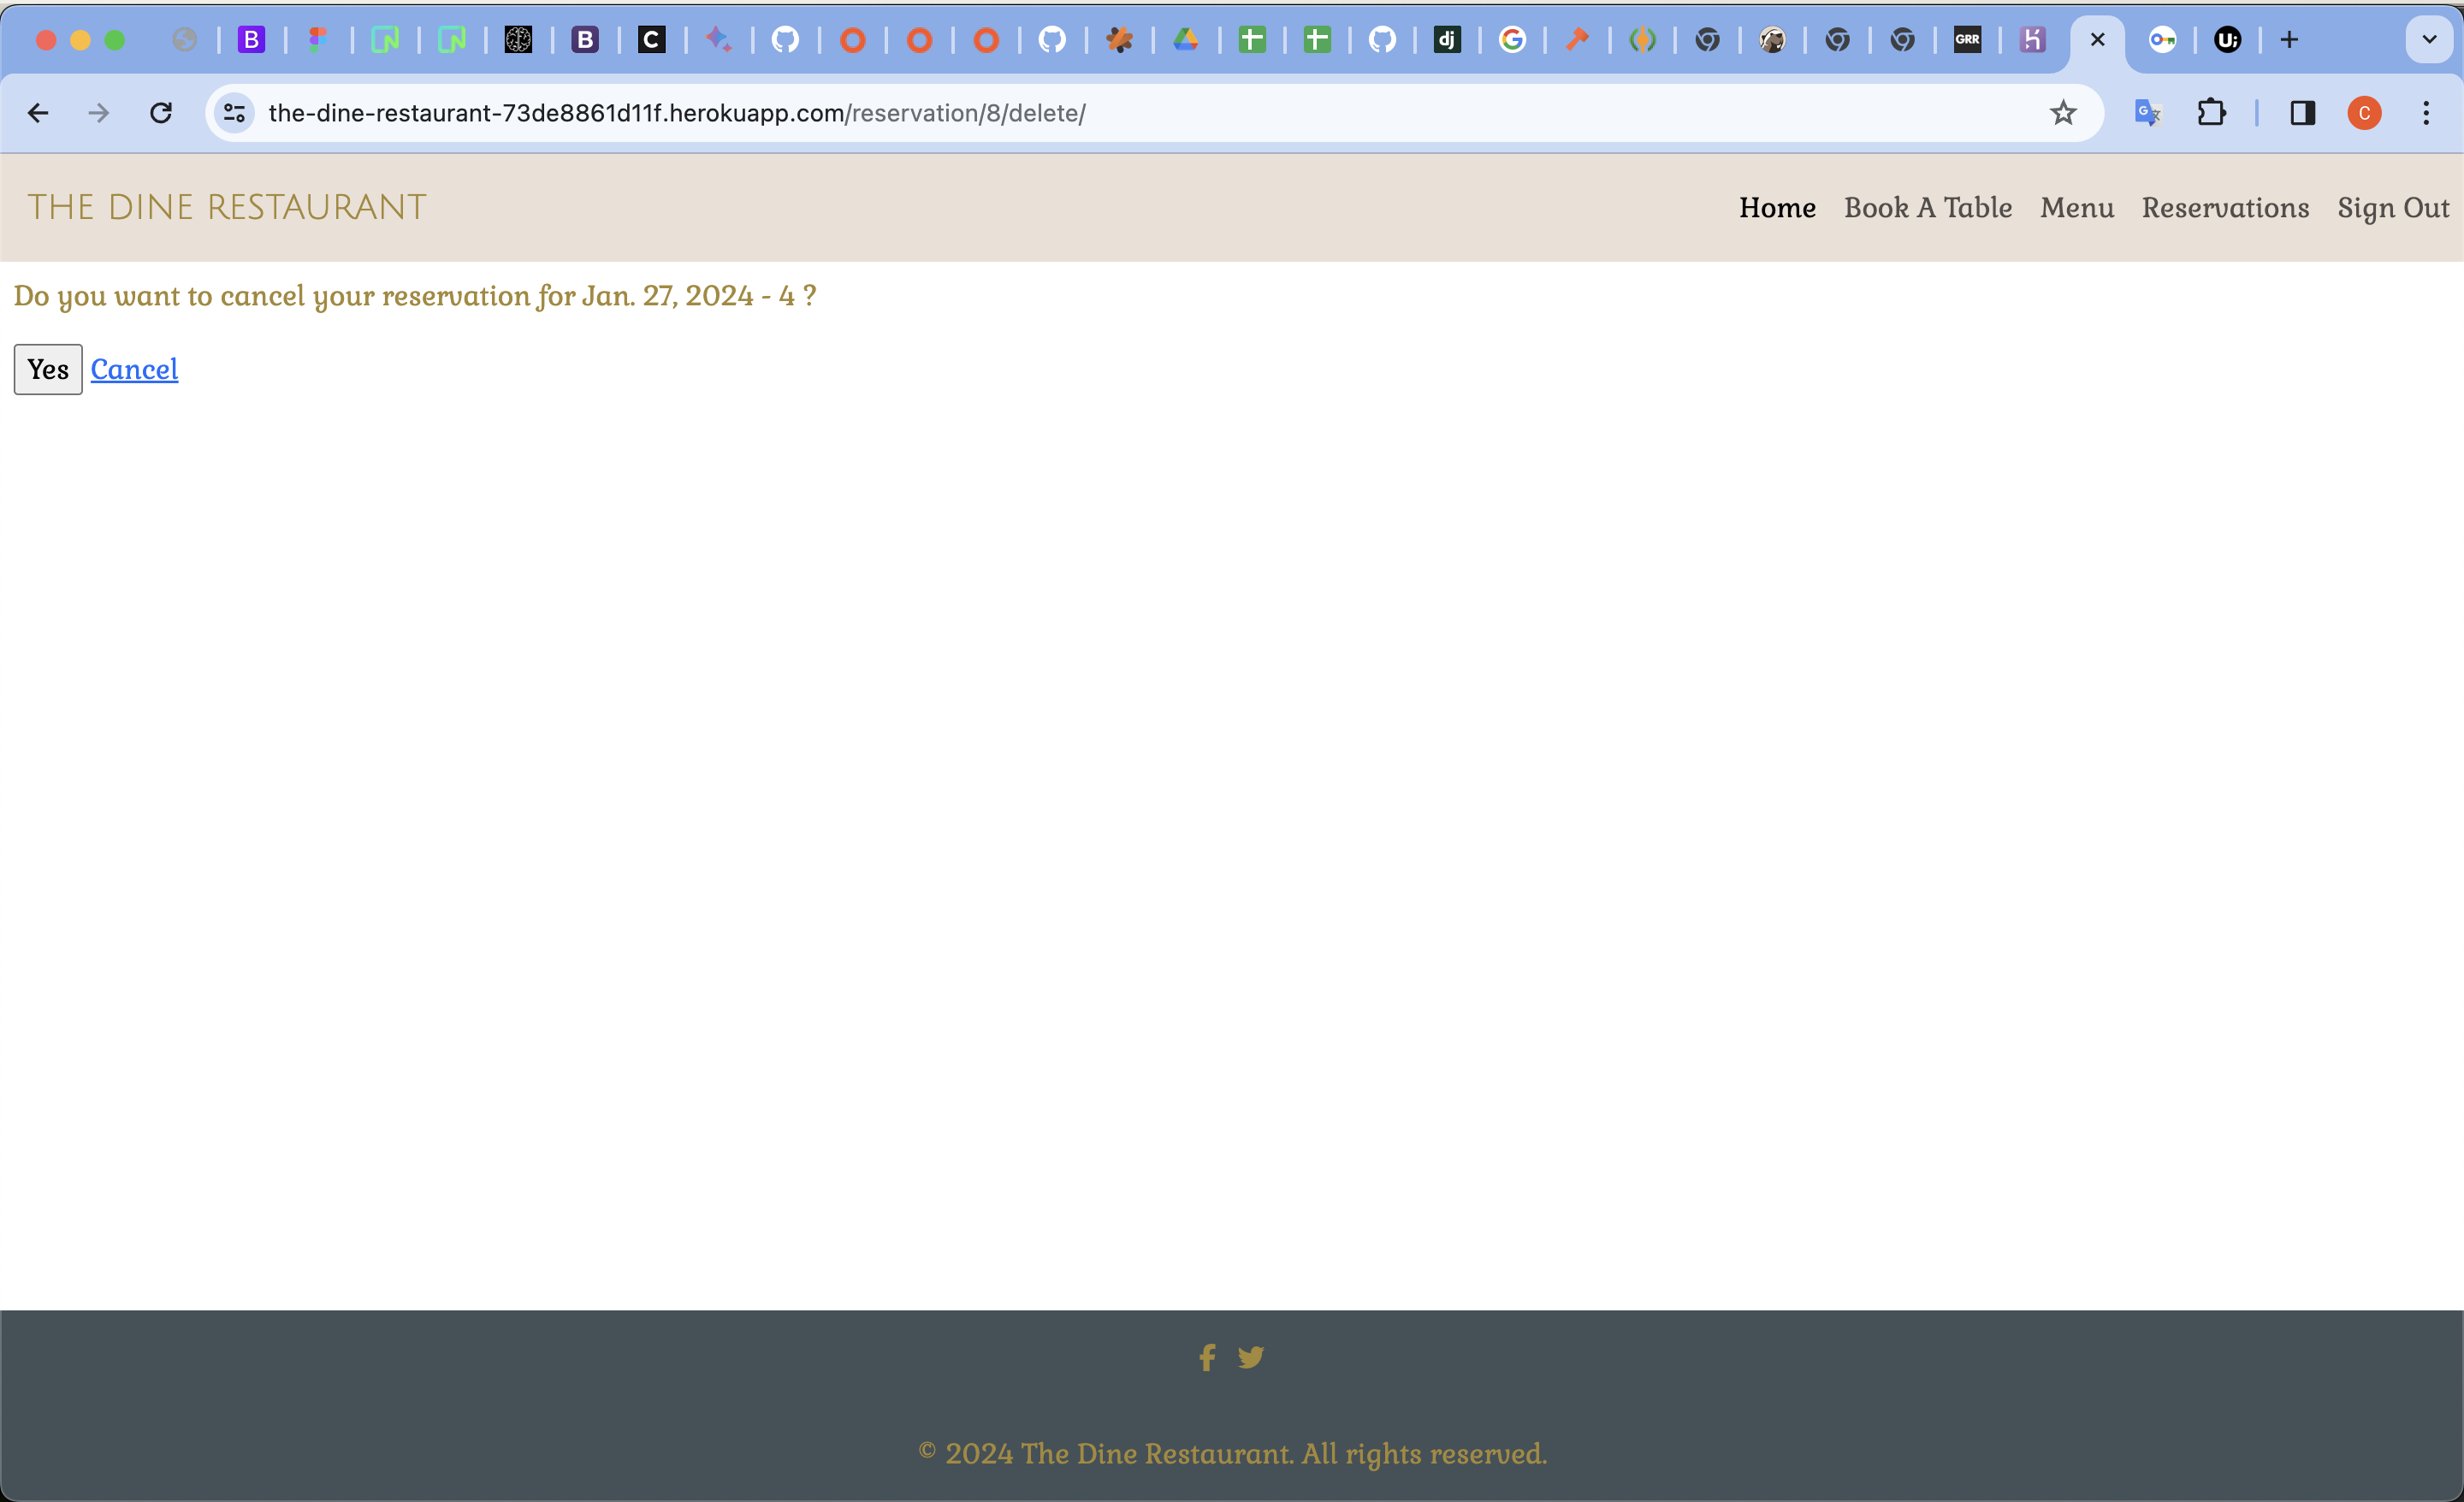 B
B
C
dj
G
GRR
U;
the-dine-restaurant-73de8861d11f.herokuapp.com/reservation/8/delete/
G
C
THE DINE RESTAURANT
Home Book A Table Menu Reservations Sign Out
Do you want to cancel your reservation for Jan. 27, 2024 - 4 ?
Yes Cancel
© 2024 The Dine Restaurant. All rights reserved.